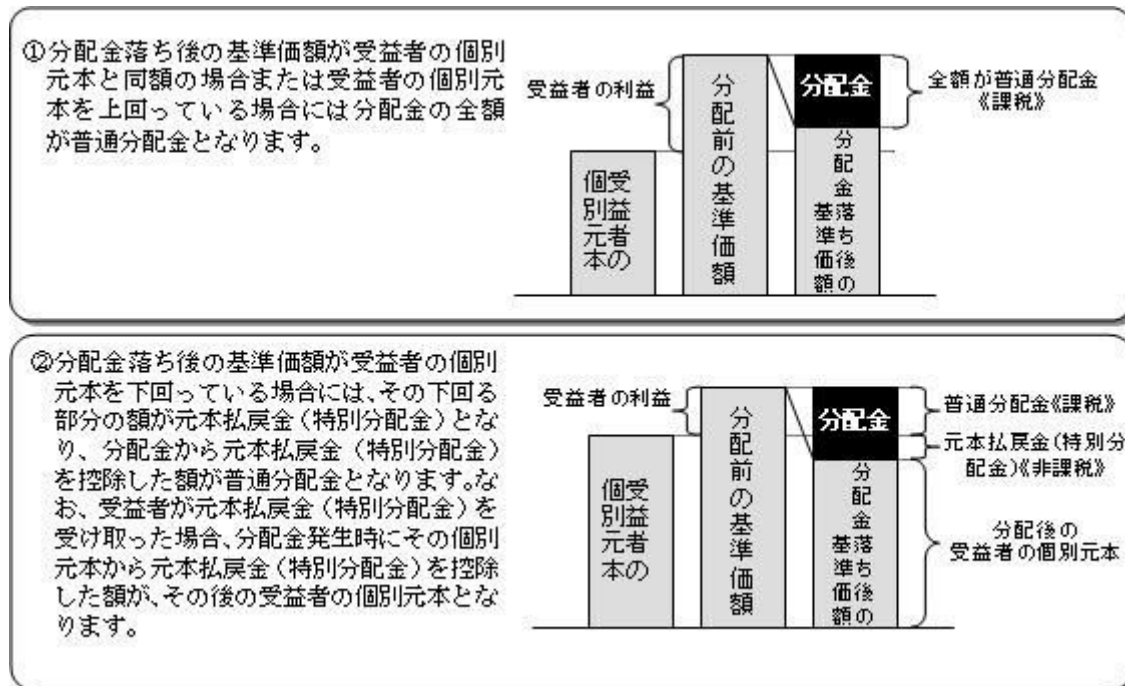 ①分配金落ち後の基準価額が受益者の個別
元本と同額の場合または受益者の個別元
本を上回っている場合には分配金の全額
が普通分配金となります。
受益者の利益
受益者の
個別元本
分配前の基準価額
分配金
分配金落ち後の
基準価額
全額が普通分配金
《課税》
②分配金落ち後の基準価額が受益者の個別
元本を下回っている場合には、その下回る
部分の額が元本払戻金(特別分配金)とな
り、分配金から元本払戻金(特別分配金)
を控除した額が普通分配金となります。な
お、受益者が元本払戻金(特別分配金)を
受け取った場合、分配金発生時にその個別
元本から元本払戻金(特別分配金)を控除
した額が、その後の受益者の個別元本とな
ります。
受益者の利益
受益者の
個別元本
分配前の基準価額
分配金
分配金落ち後の
基準価額
普通分配金《課税》
元本払戻金(特別分
配金)《非課税》
分配後の
受益者の個別元本